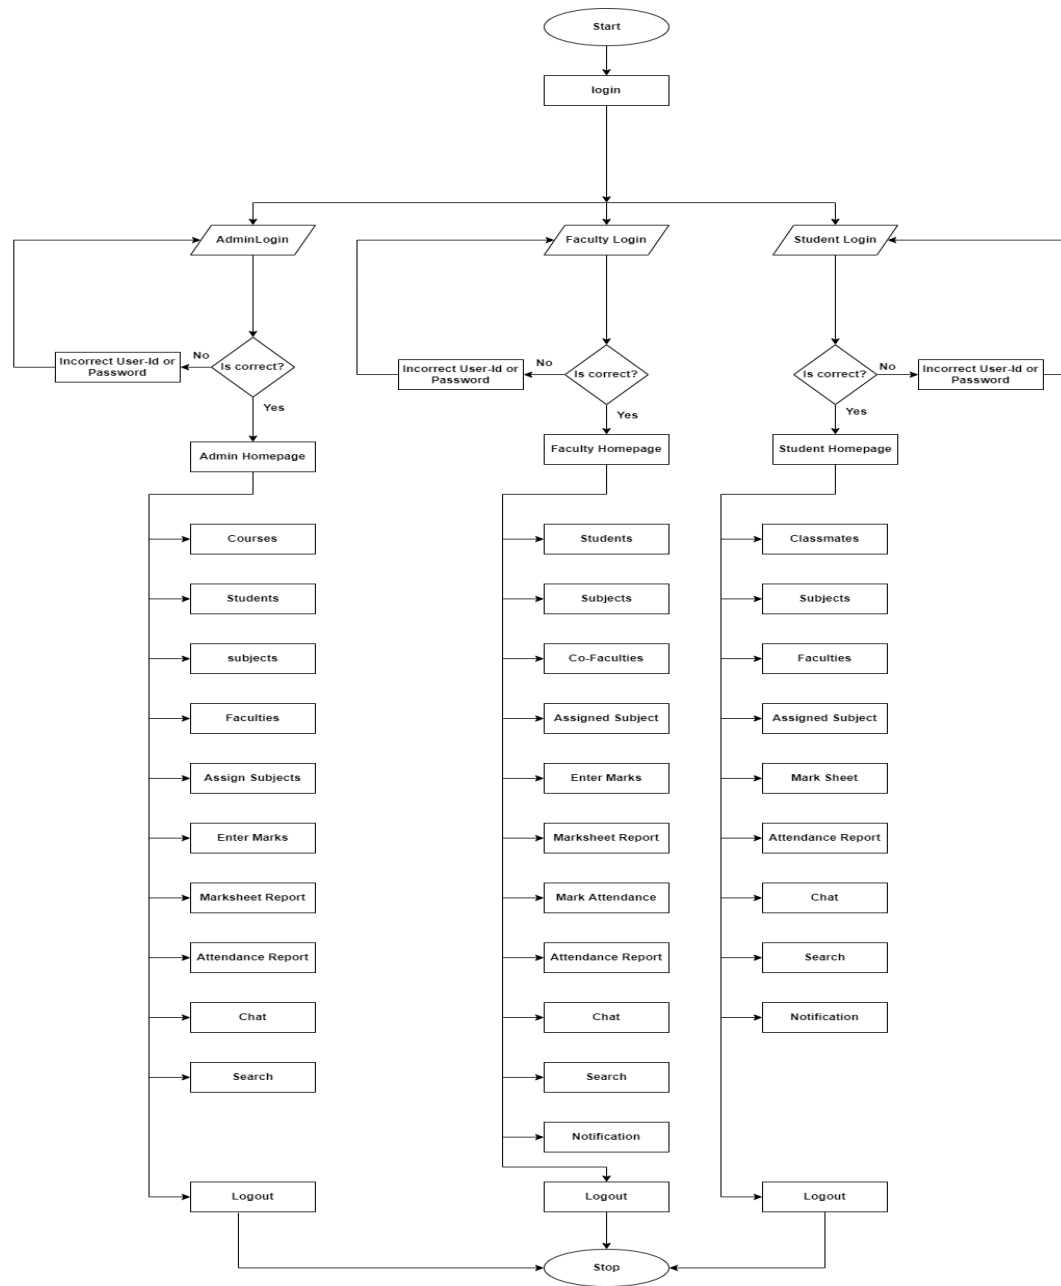 Start
login
AdminLogin
Faculty Login
Student Login
Incorrect User-Id or
Password
No
Is correct?
Yes
Incorrect User-Id or
Password
No
Is correct?
Yes
Is correct?
No
Incorrect User-Id or
Password
Yes
Admin Homepage
Faculty Homepage
Student Homepage
Courses
Students
subjects
Faculties
Assign Subjects
Enter Marks
Marksheet Report
Attendance Report
Chat
Search
Logout
Students
Subjects
Co-Faculties
Assigned Subject
Enter Marks
Marksheet Report
Mark Attendance
Attendance Report
Chat
Search
Notification
Logout
Classmates
Subjects
Faculties
Assigned Subject
Mark Sheet
Attendance Report
Chat
Search
Notification
Logout
Stop